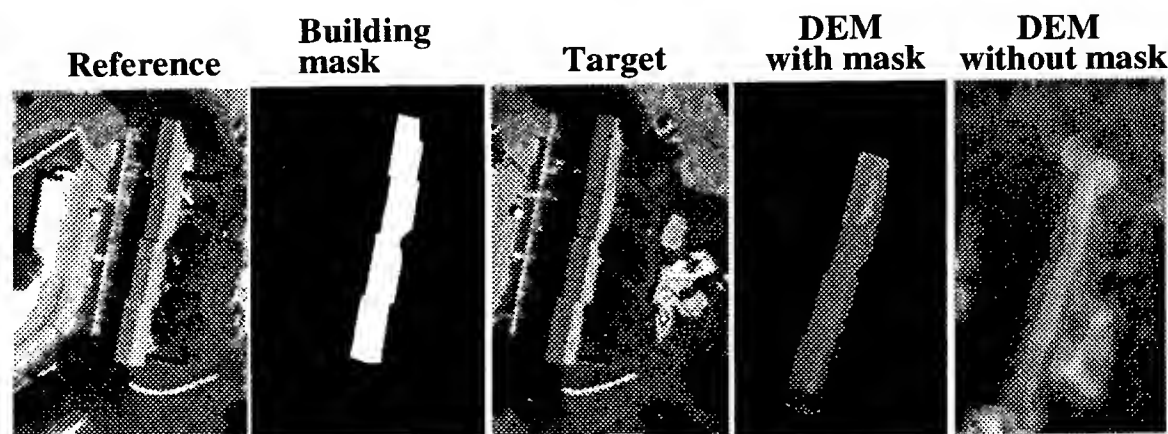 Reference
Building
mask
Target
DEM
with mask
DEM
without mask